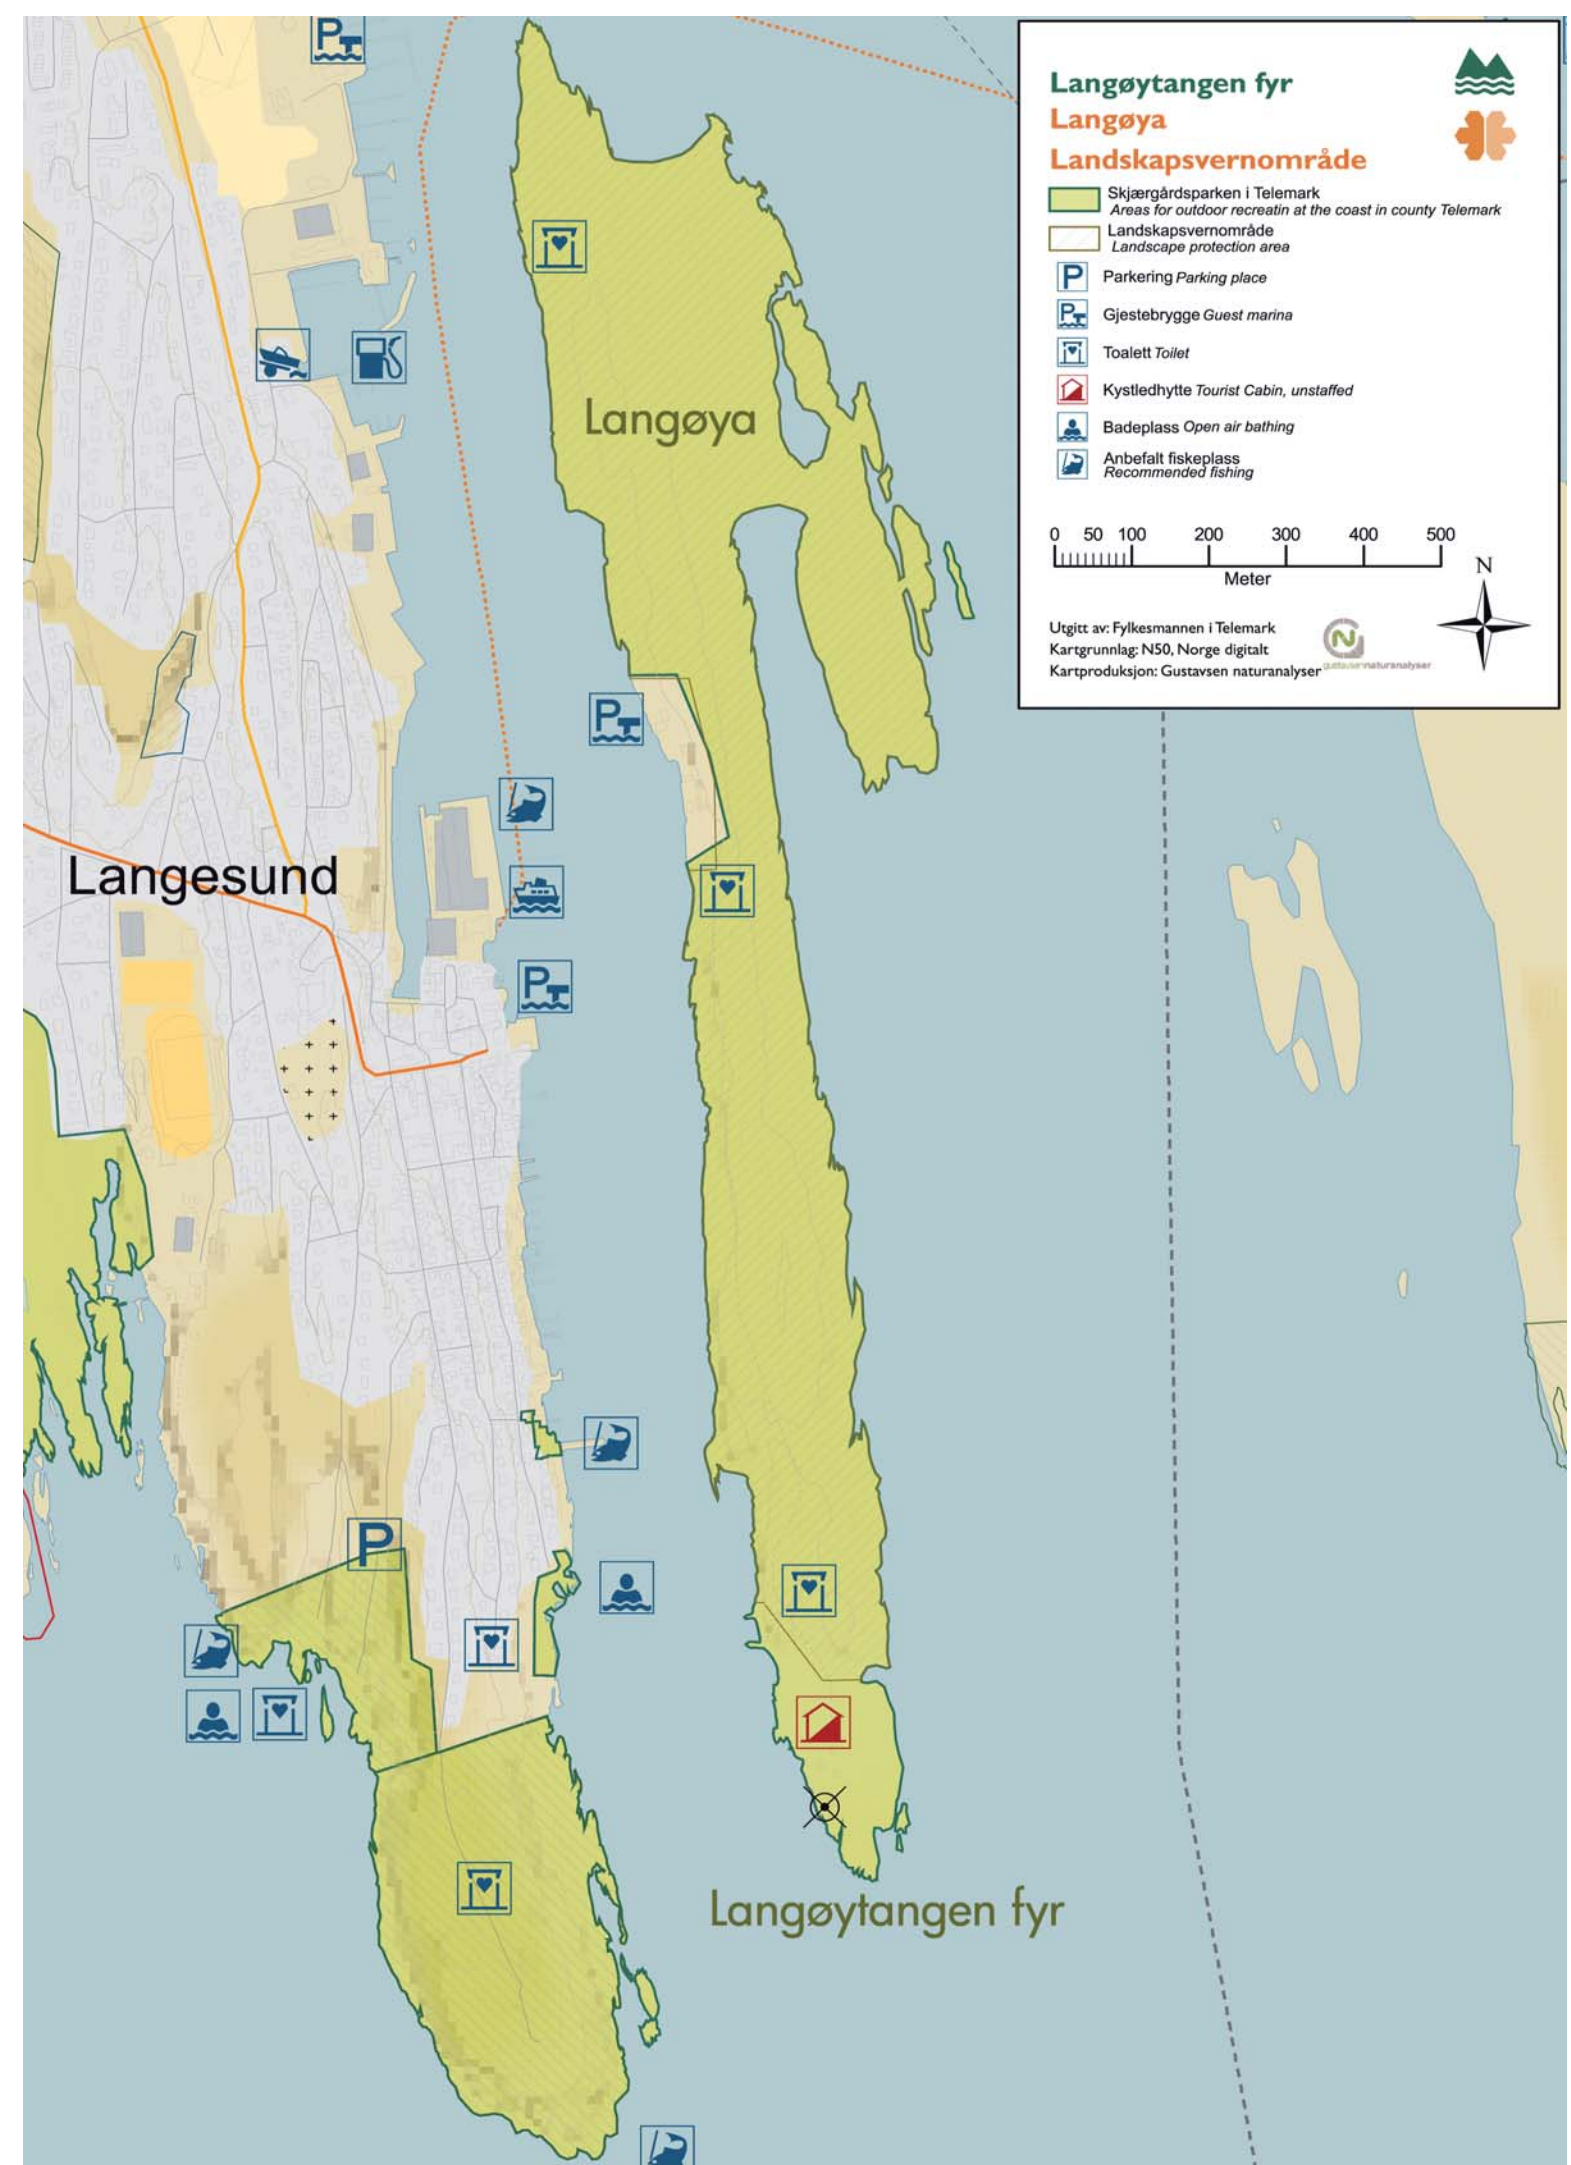 Langøytangen fyr
Langøya
Landskapsvernområde
Skjærgårdsparken i Telemark
Areas for outdoor recreatin at the coast in county Telemark
Landskapsvernområde
Landscape protection area
P Parkering Parking place
P Gjestebrygge Guest marina
Toalett Toilet
Kystledhytte Tourist Cabin, unstaffed
Badeplass Open air bathing
Anbefalt fiskeplass
Recommended fishing
0 50 100 200 300 400 500
Meter
N
Utgitt av: Fylkesmannen i Telemark
Kartgrunnlag: N50, Norge digitalt
Kartproduksjon: Gustavsen naturanalyser
N
gustavsennaturanalyser
P
Langøya
P
Langesund
P
P
Langøytangen fyr